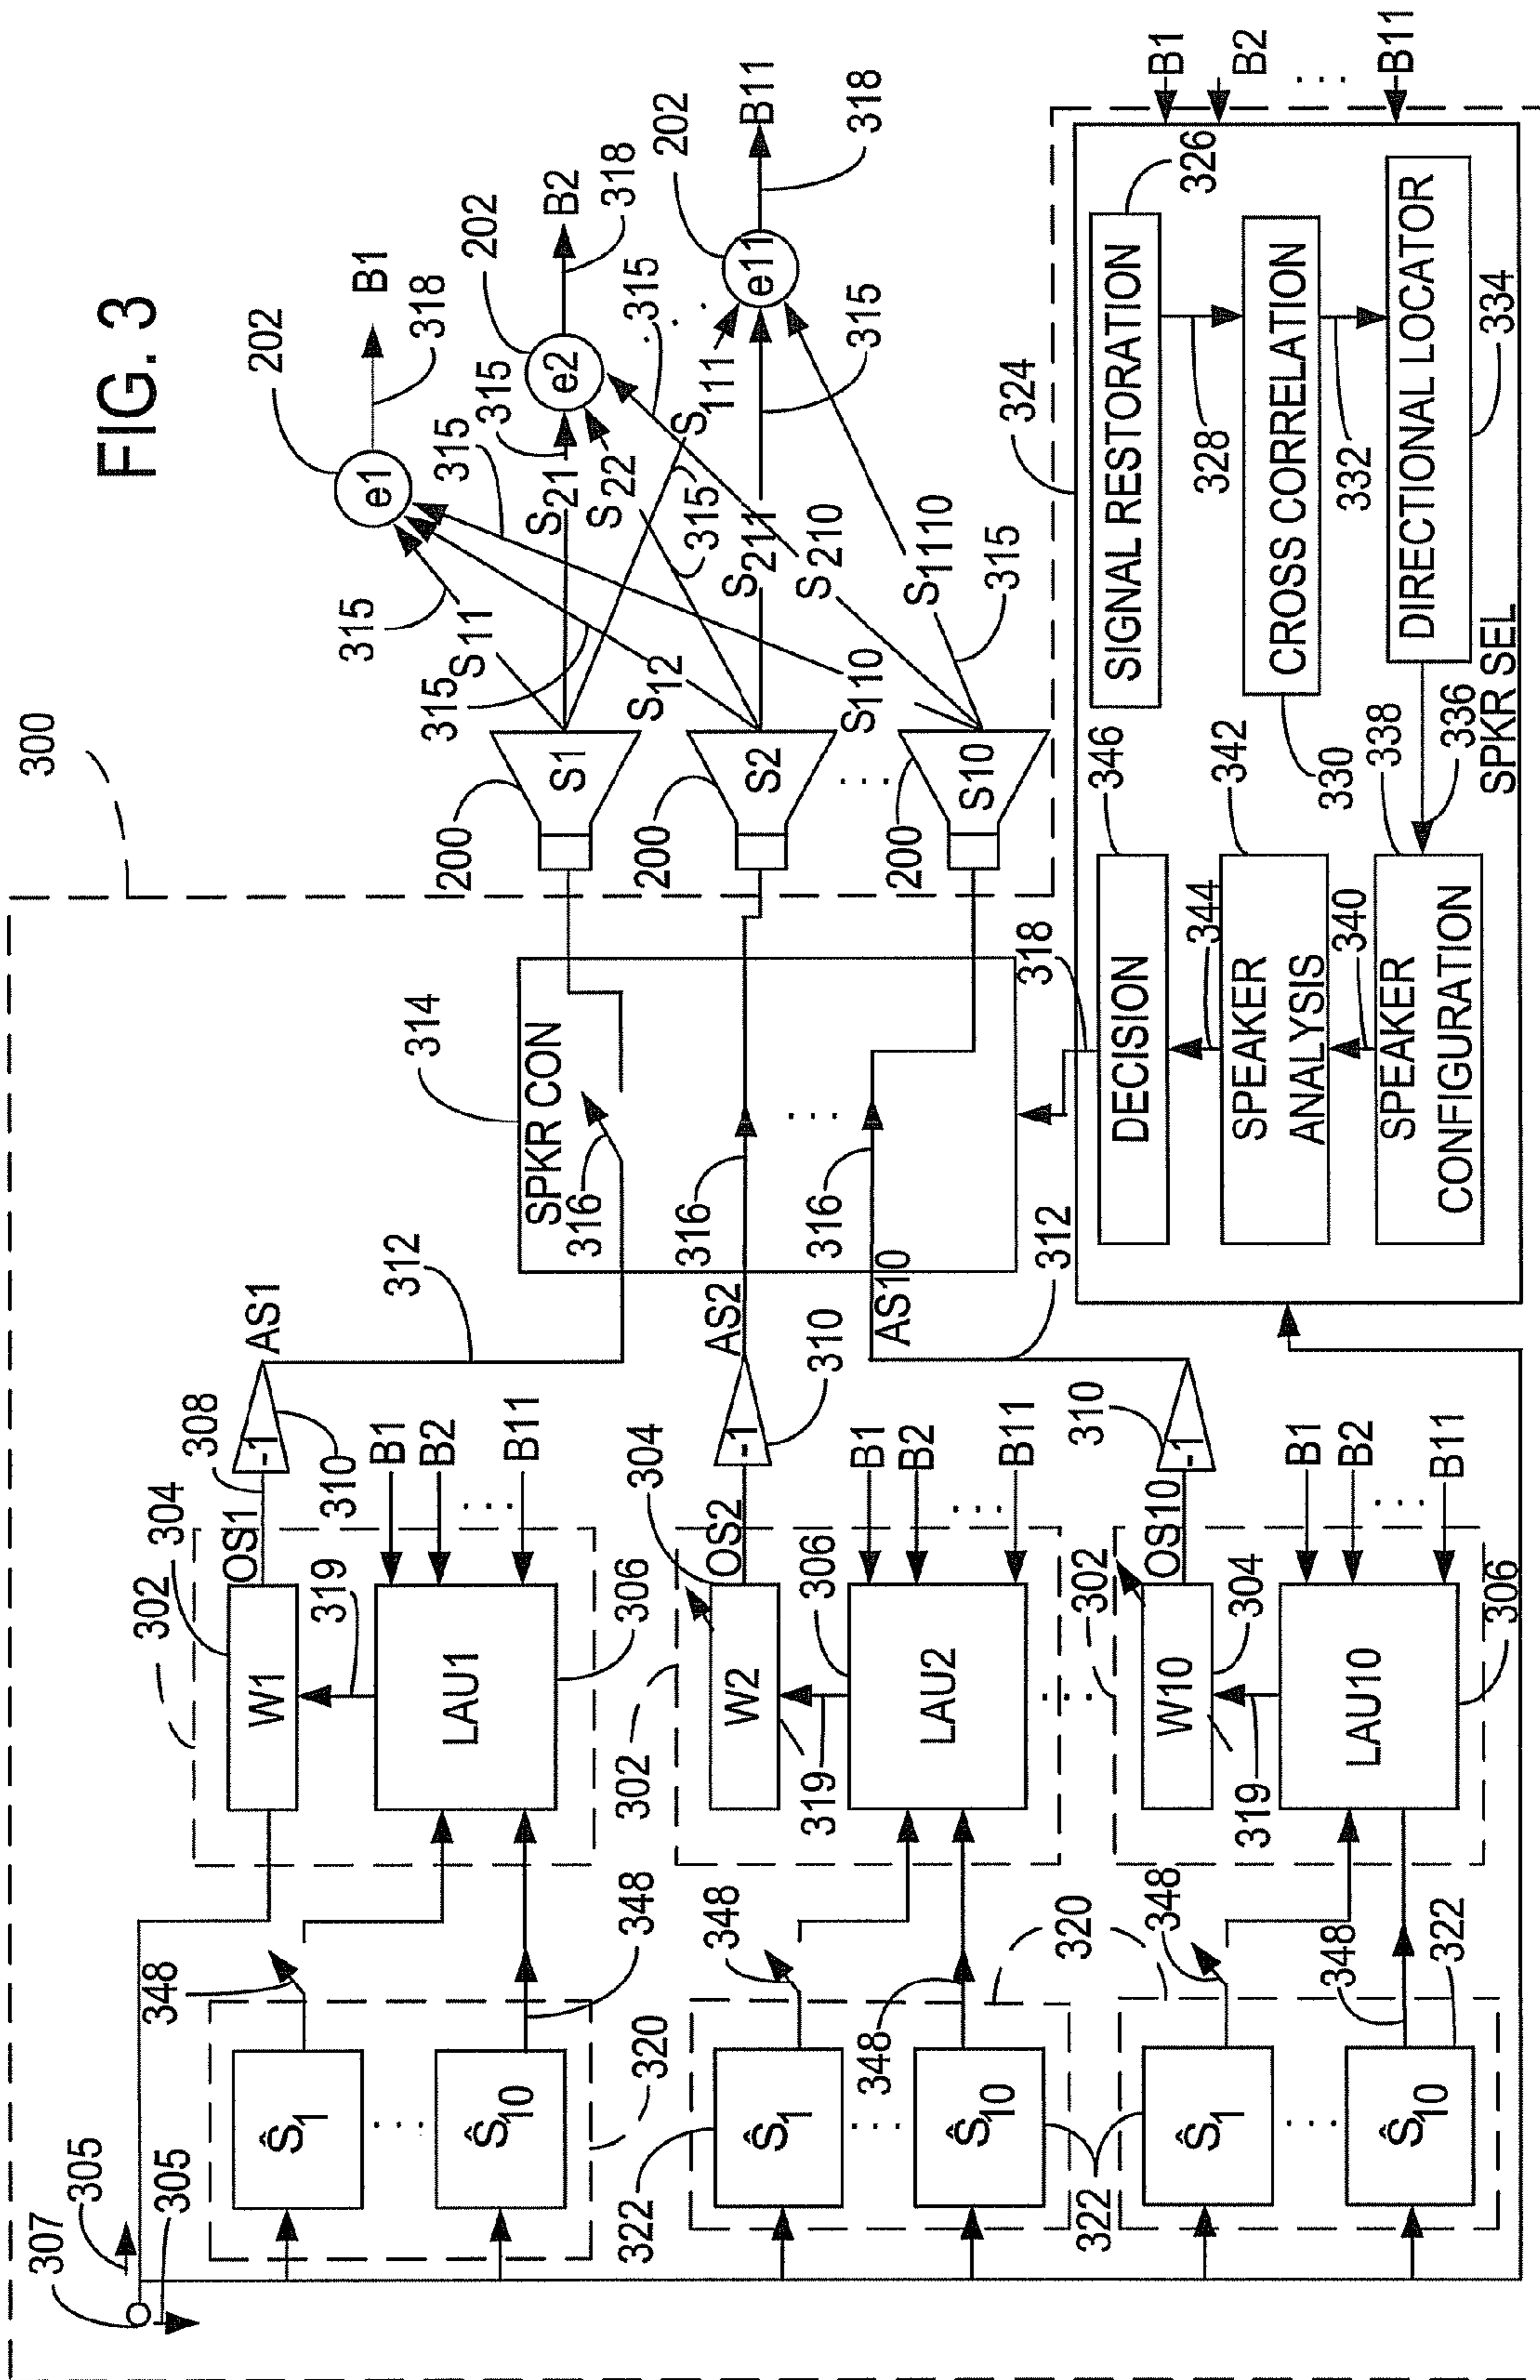 FIG. 3
300
307
305
305
348
Ŝ1
...
Ŝ10
348
320
302
304
W1
319
LAU1
306
OS1
308
-1
310
B1
B2
...
B11
AS1
312
348
322
Ŝ1
...
Ŝ10
348
320
302
304
W2
319
LAU2
306
OS2
-1
310
B1
B2
...
B11
AS2
...
348
322
Ŝ1
...
Ŝ10
348
322
302
304
W10
319
LAU10
306
OS10
-1
310
B1
B2
...
B11
AS10
312
314
SPKR CON
316
316
...
316
318
200
S1
200
S2
...
200
S10
315
S11
315
S12
S110
315
S21
315
S22
315
S111
S211
S210
315
S1110
315
315
202
e1
B1
318
202
e2
B2
318
...
202
e11
B11
318
324
346
DECISION
344
342
SPEAKER
ANALYSIS
340
338
SPEAKER
CONFIGURATION
336
SPKR SEL
326
SIGNAL RESTORATION
328
330
CROSS CORRELATION
332
DIRECTIONAL LOCATOR
334
B1
B2
...
B11